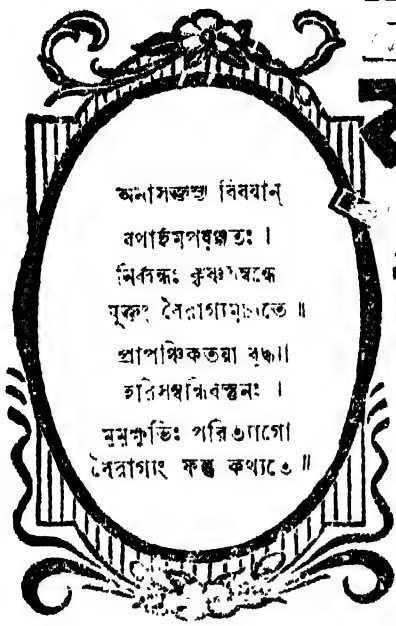 অনাসক্তস্য বিষয়ান্
যথার্হমুপযুঞ্জতঃ ।
নির্ব্বন্ধঃ কৃষ্ণসম্বন্ধে
যুক্তং বৈরাগ্যমুচ্যতে ॥
প্রাপঞ্চিকতয়া বুদ্ধ্যা
হরিসম্বন্ধিবস্তুনঃ ।
মুমুক্ষুভিঃ পরিত্যাগো
বৈরাগ্যং ফল্গু কথ্যতে ॥